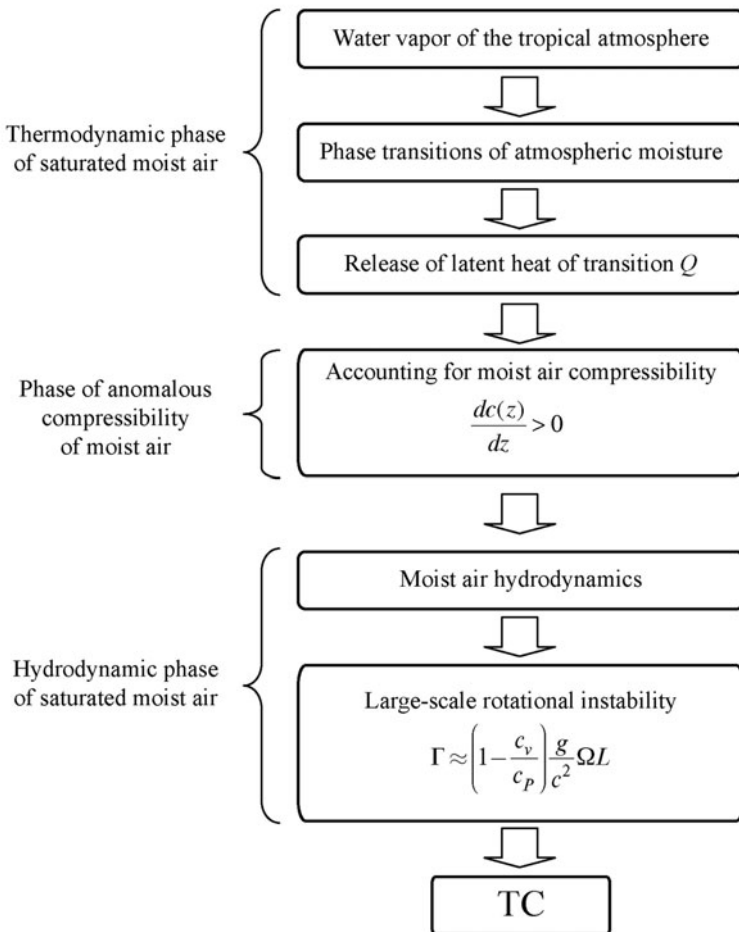 Water vapor of the tropical atmosphere
Thermodynamic phase
of saturated moist air
Phase transitions of atmospheric moisture
Release of latent heat of transition Q
Phase of anomalous
compressibility
of moist air
Accounting for moist air compressibility
dc(z)/dz > 0
Moist air hydrodynamics
Hydrodynamic phase
of saturated moist air
Large-scale rotational instability
Γ ≈ (1 − c_v/c_P) g/c² ΩL
TC